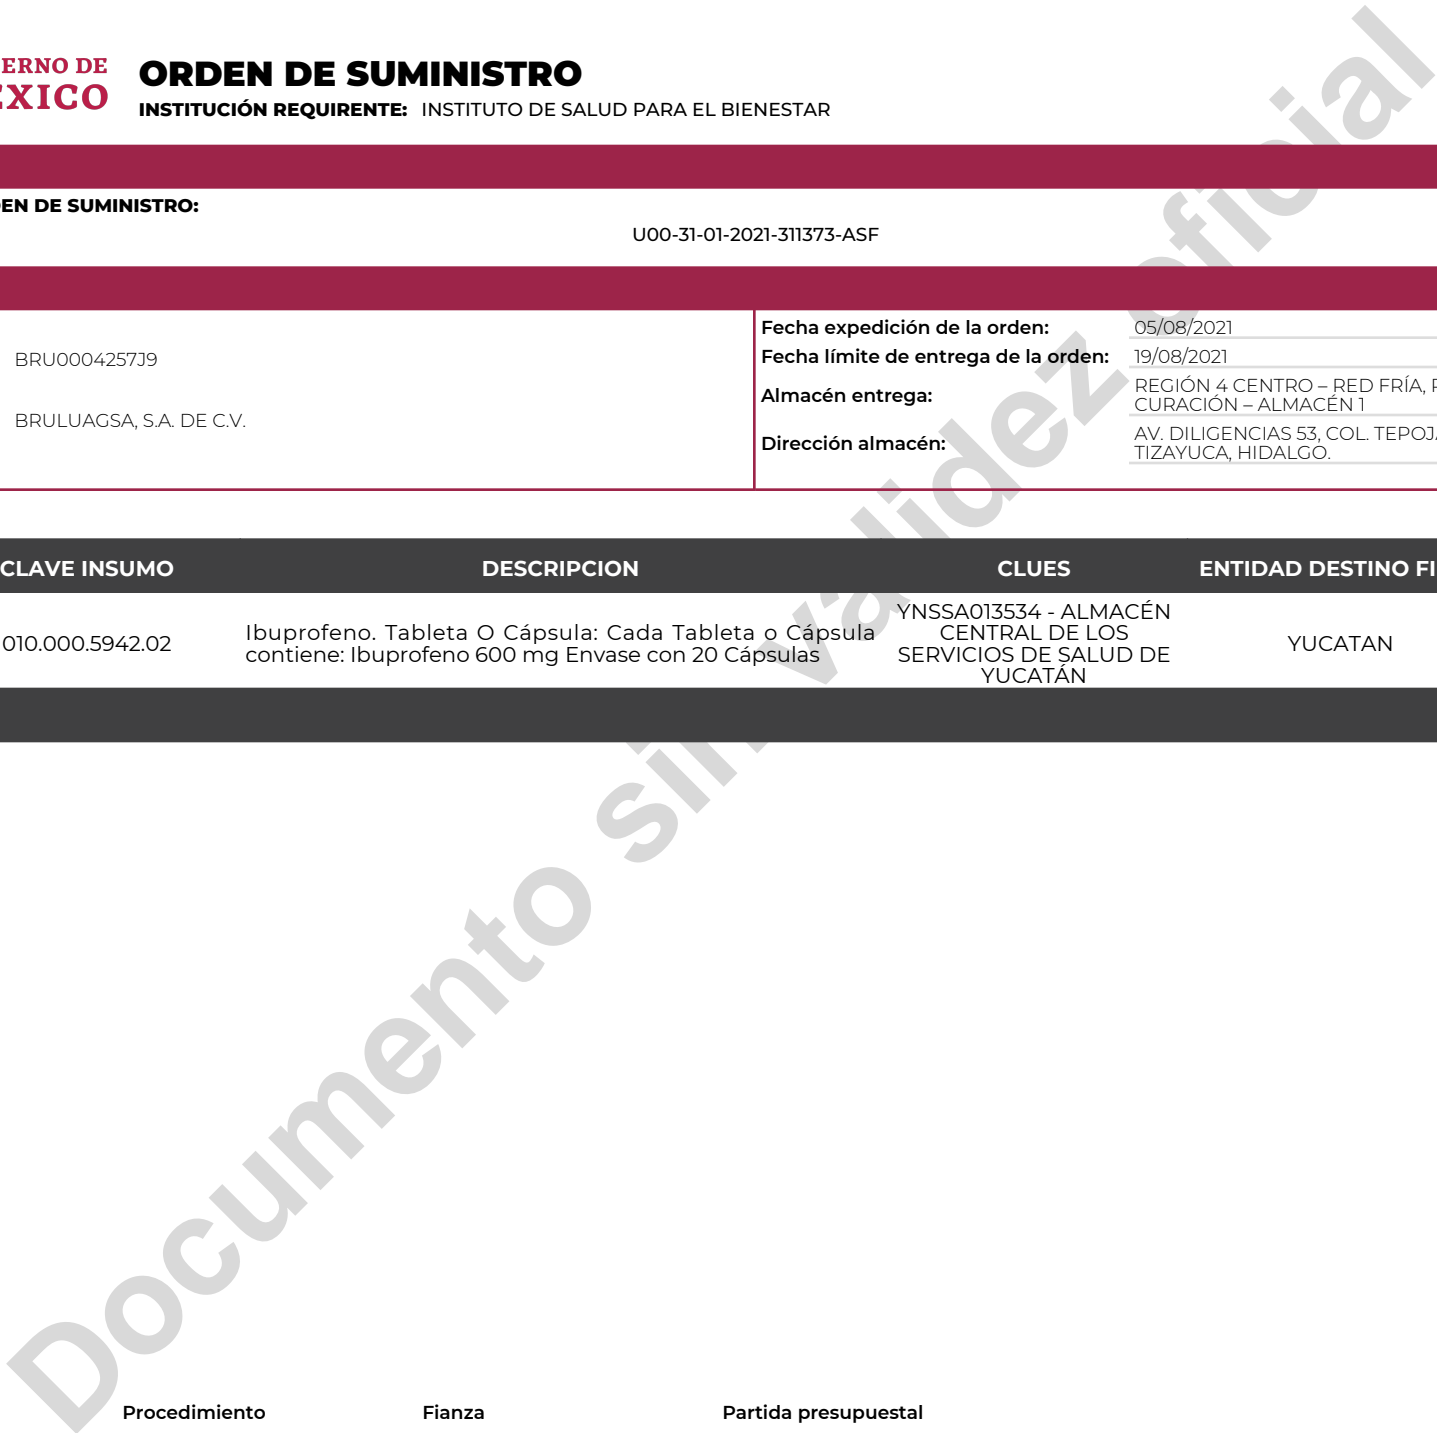 ERNO DE
EXICO
ORDEN DE SUMINISTRO
INSTITUCIÓN REQUIRENTE: INSTITUTO DE SALUD PARA EL BIENESTAR
EN DE SUMINISTRO:
U00-31-01-2021-311373-ASF
BRU0004257J9
BRULUAGSA, S.A. DE C.V.
Fecha expedición de la orden: 05/08/2021
Fecha límite de entrega de la orden: 19/08/2021
Almacén entrega: REGIÓN 4 CENTRO – RED FRÍA,
CURACIÓN – ALMACÉN 1
Dirección almacén: AV. DILIGENCIAS 53, COL. TEPOJ
TIZAYUCA, HIDALGO.
CLAVE INSUMO DESCRIPCION CLUES ENTIDAD DESTINO FI
010.000.5942.02
Ibuprofeno. Tableta O Cápsula: Cada Tableta o Cápsula
contiene: Ibuprofeno 600 mg Envase con 20 Cápsulas
YNSSA013534 - ALMACÉN
CENTRAL DE LOS
SERVICIOS DE SALUD DE
YUCATÁN
YUCATAN
Documento sin validez oficial
Procedimiento Fianza Partida presupuestal